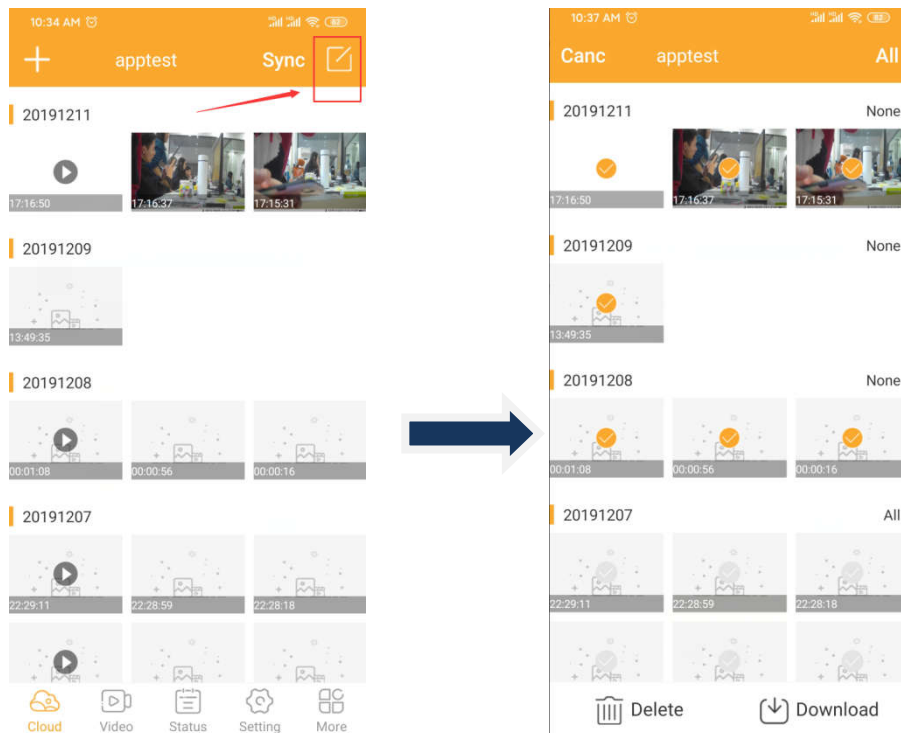 10:34 AM
82
apptest
Sync
20191211
17:16:50
17:16:37
17:15:31
20191209
13:49:35
20191208
00:01:08
00:00:56
00:00:16
20191207
22:29:11
22:28:59
22:28:18
Cloud
Video
Status
Setting
More
10:37 AM
82
Canc
apptest
All
20191211
None
17:16:50
17:16:37
17:15:31
20191209
None
13:49:35
20191208
None
00:01:08
00:00:56
00:00:16
20191207
All
22:29:11
22:28:59
22:28:18
Delete
Download